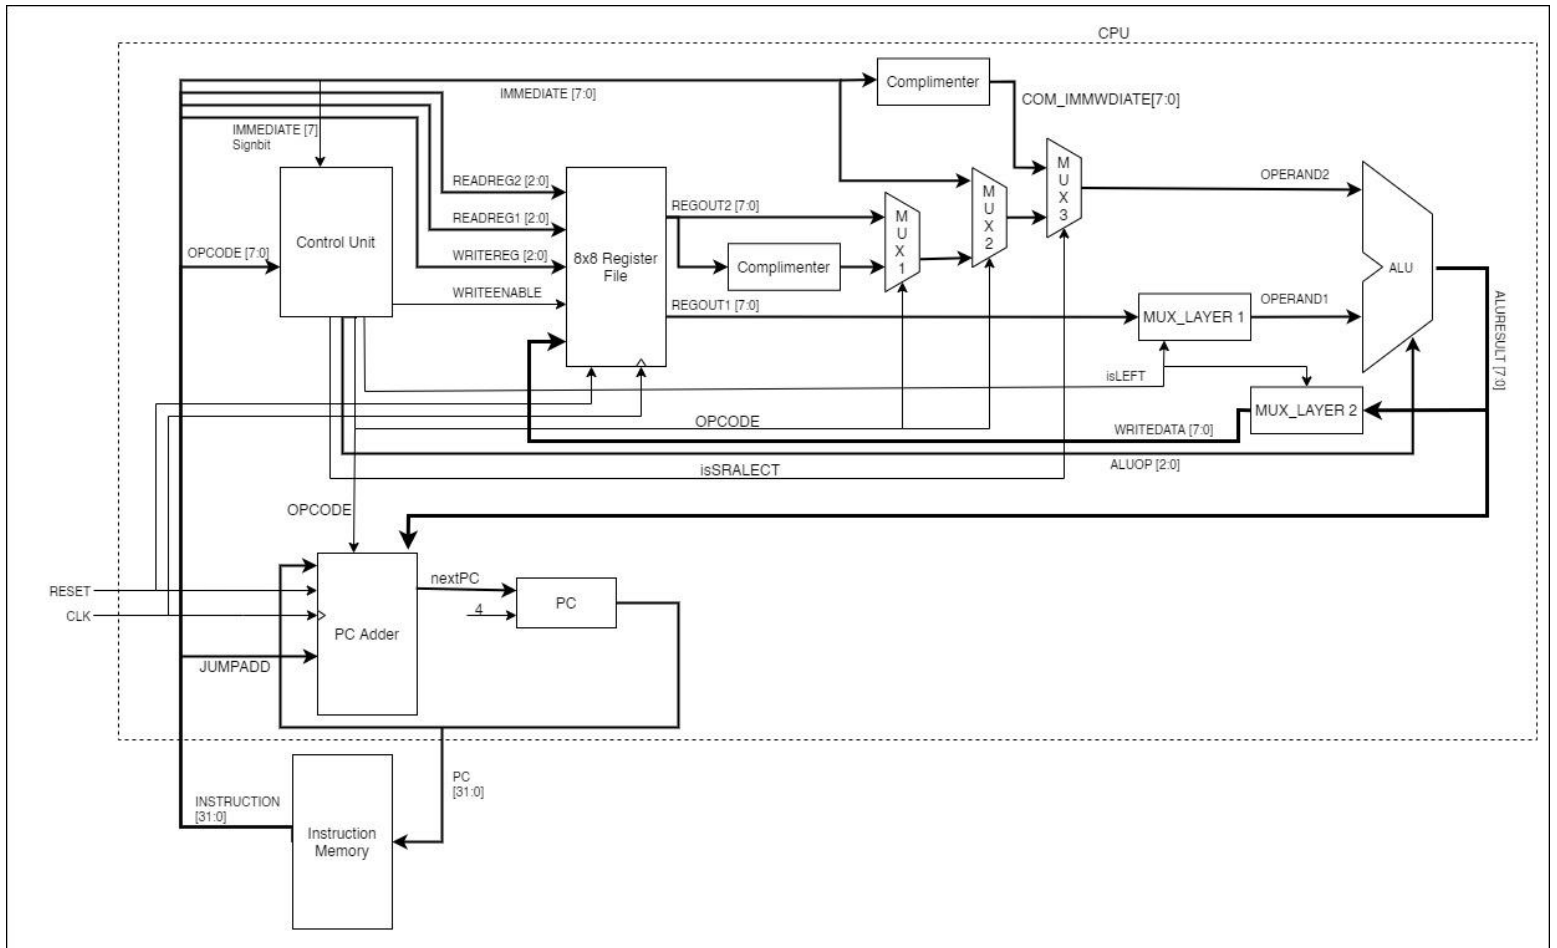 CPU
Complimenter
IMMEDIATE [7:0]
COM_IMMWDIATE[7:0]
IMMEDIATE [7]
Signbit
M
U
X
3
READREG2 [2:0]
OPERAND2
M
U
X
2
REGOUT2 [7:0]
M
U
X
1
READREG1 [2:0]
Control Unit
OPCODE [7:0]
WRITEREG [2:0]
8x8 Register
File
Complimenter
ALU
WRITEENABLE
REGOUT1 [7:0]
OPERAND1
MUX_LAYER 1
ALURESULT [7:0]
isLEFT
MUX_LAYER 2
OPCODE
WRITEDATA [7:0]
ALUOP [2:0]
isSRALECT
OPCODE
nextPC
RESET
4
PC
CLK
PC Adder
JUMPADD
PC
[31:0]
INSTRUCTION
[31:0]
Instruction
Memory